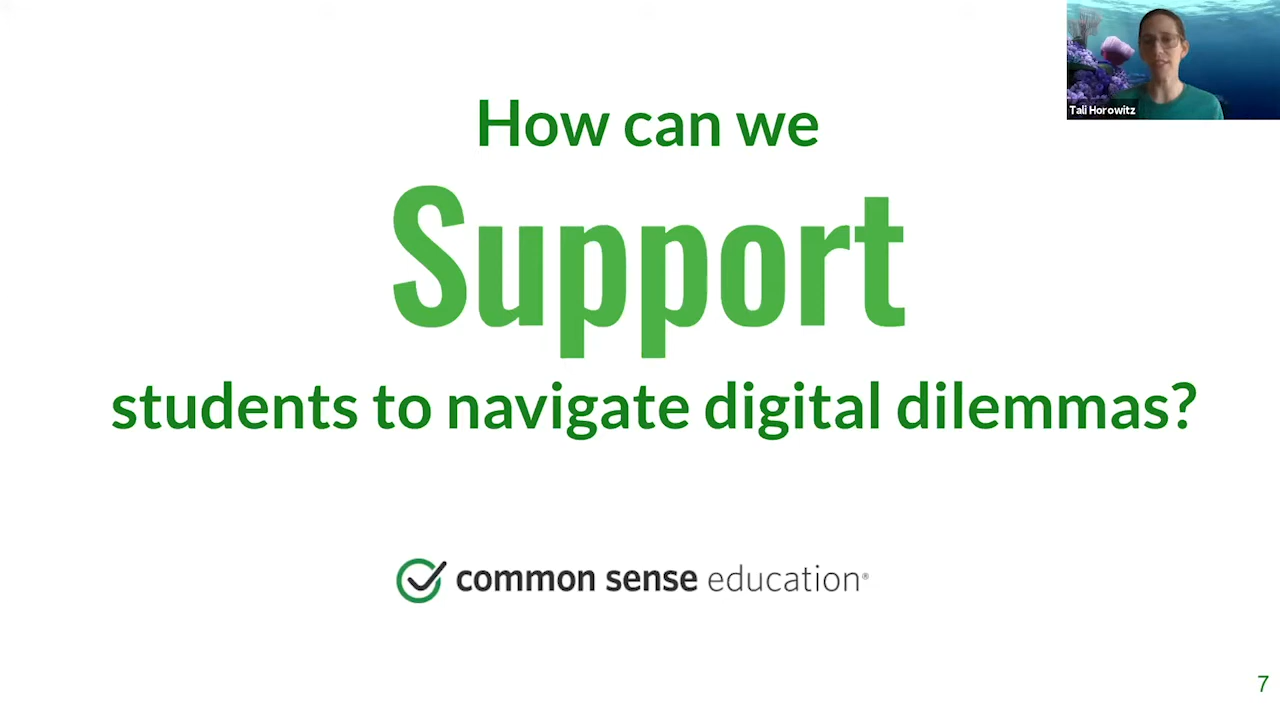 Tali Horowitz
How can we
Support
students to navigate digital dilemmas?
common sense education®
7